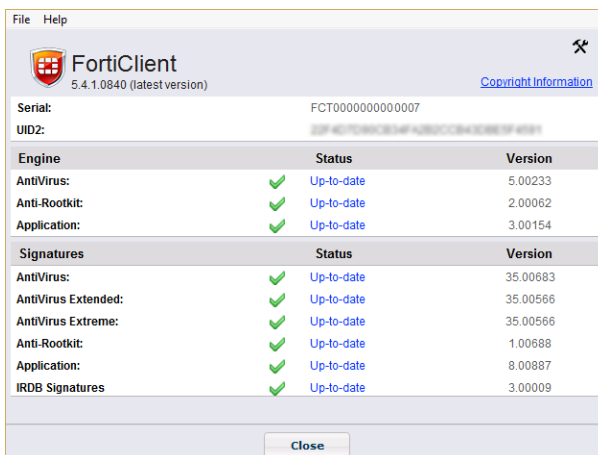 File Help
FortiClient
5.4.1.0840 (latest version)
Copyright Information
Serial: FCT0000000000007
UID2:
Engine Status Version
AntiVirus: Up-to-date 5.00233
Anti-Rootkit: Up-to-date 2.00062
Application: Up-to-date 3.00154
Signatures Status Version
AntiVirus: Up-to-date 35.00683
AntiVirus Extended: Up-to-date 35.00566
AntiVirus Extreme: Up-to-date 35.00566
Anti-Rootkit: Up-to-date 1.00688
Application: Up-to-date 8.00887
IRDB Signatures Up-to-date 3.00009
Close